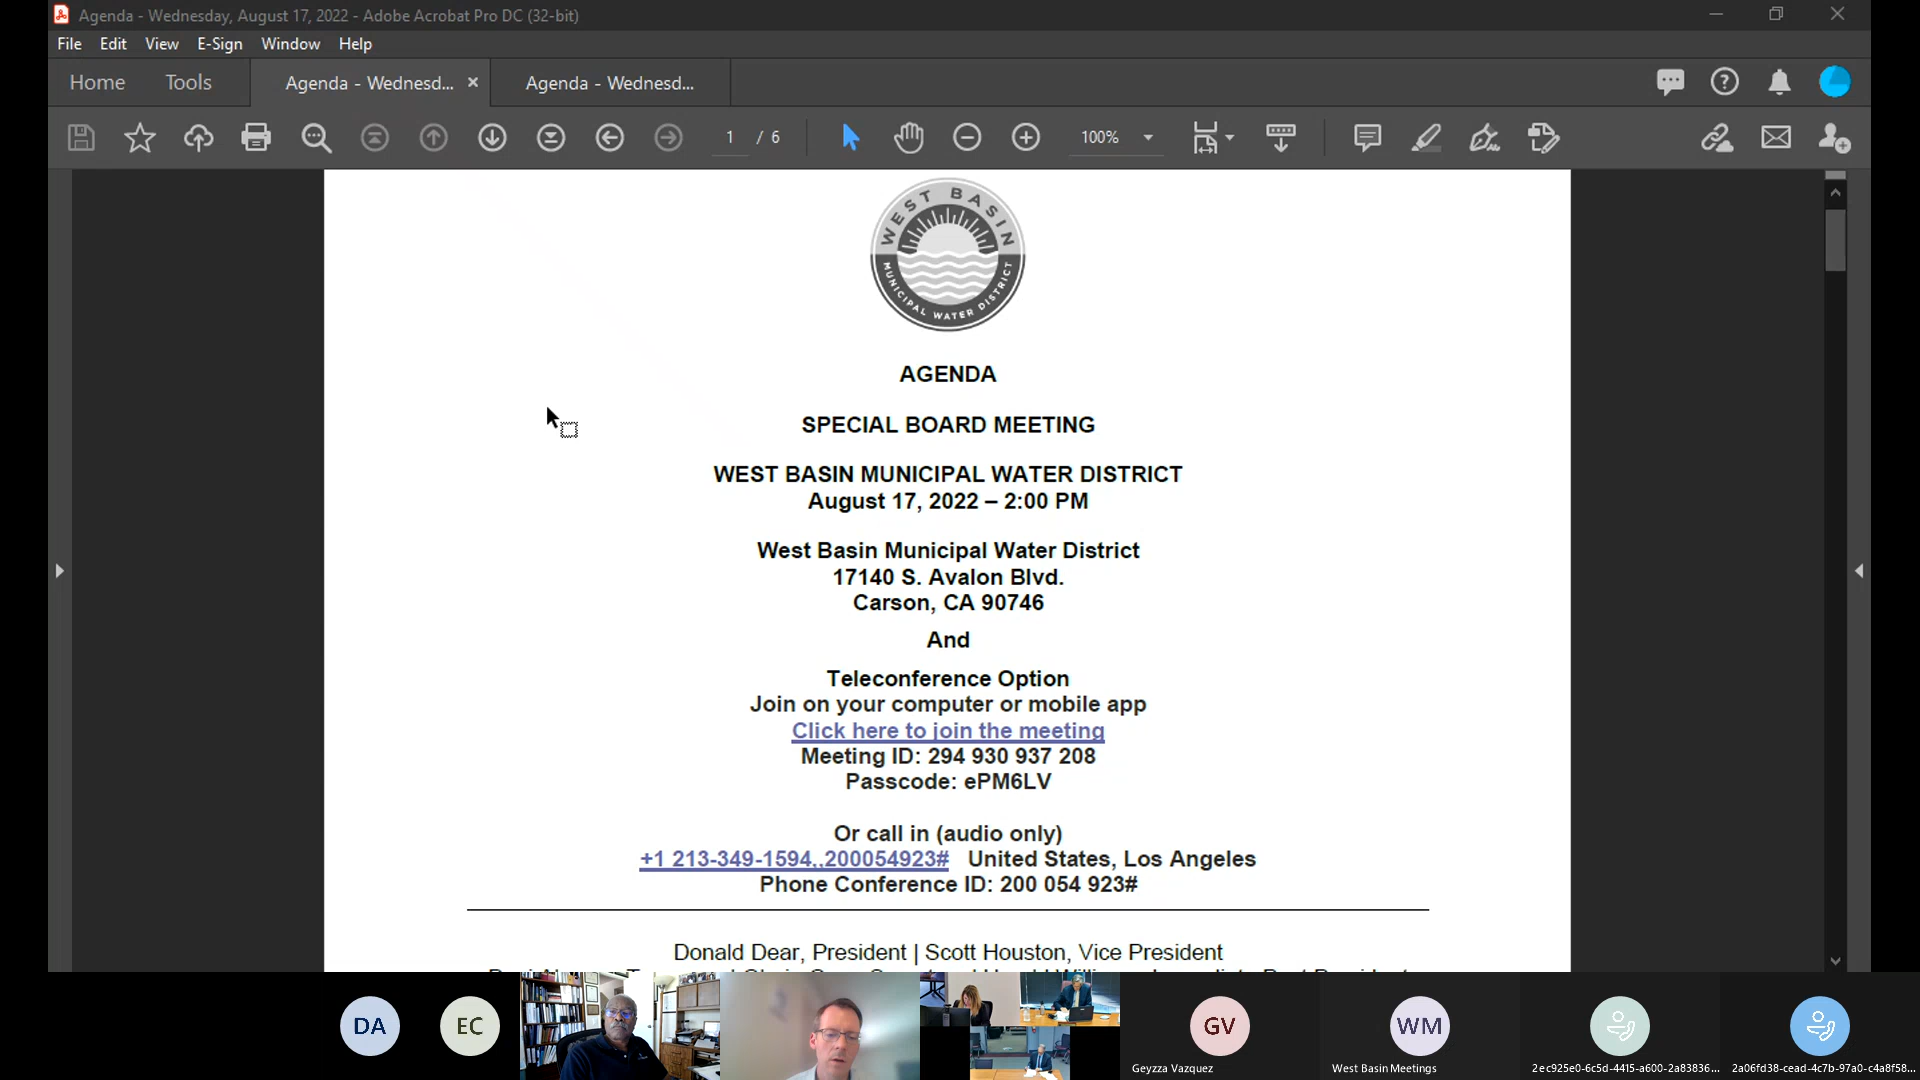 Agenda - Wednesday, August 17, 2022 - Adobe Acrobat Pro DC (32-bit)
File Edit View E-Sign Window Help
Home Tools Agenda - Wednesd... × Agenda - Wednesd...
1 / 6 100%
WEST BASIN
MUNICIPAL WATER DISTRICT
AGENDA
SPECIAL BOARD MEETING
WEST BASIN MUNICIPAL WATER DISTRICT
August 17, 2022 – 2:00 PM
West Basin Municipal Water District
17140 S. Avalon Blvd.
Carson, CA 90746
And
Teleconference Option
Join on your computer or mobile app
Click here to join the meeting
Meeting ID: 294 930 937 208
Passcode: ePM6LV
Or call in (audio only)
+1 213-349-1594,,200054923# United States, Los Angeles
Phone Conference ID: 200 054 923#
Donald Dear, President | Scott Houston, Vice President
DA EC GV WM
Geyzza Vazquez West Basin Meetings 2ec925e0-6c5d-4415-a600-2a83836... 2a06fd38-cead-4c7b-97a0-c4a8f58...